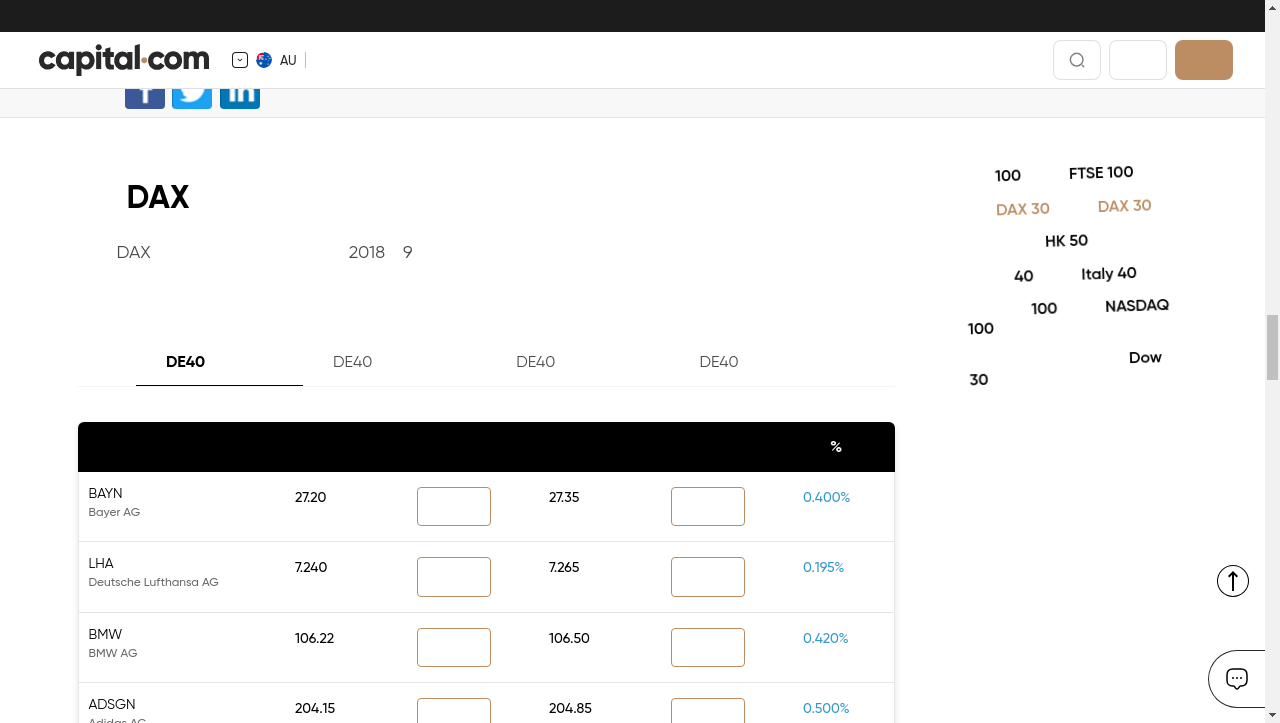 capital.com
AU
DAX
DAX 2018 9
100 FTSE 100
DAX 30 DAX 30
HK 50
40 Italy 40
100 NASDAQ
100
Dow
30
DE40 DE40 DE40 DE40
%
BAYN 27.20 27.35 0.400%
Bayer AG
LHA 7.240 7.265 0.195%
Deutsche Lufthansa AG
BMW 106.22 106.50 0.420%
BMW AG
ADSGN 204.15 204.85 0.500%
Adidas AG